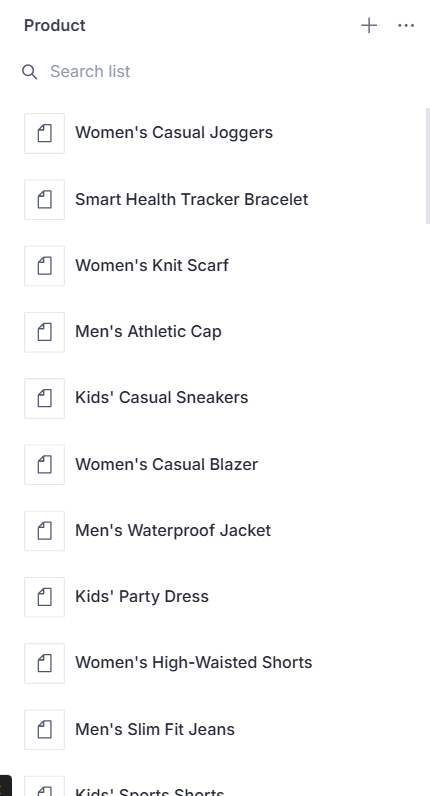 Product
Search list
Women's Casual Joggers
Smart Health Tracker Bracelet
Women's Knit Scarf
Men's Athletic Cap
Kids' Casual Sneakers
Women's Casual Blazer
Men's Waterproof Jacket
Kids' Party Dress
Women's High-Waisted Shorts
Men's Slim Fit Jeans
Kids' Sports Shorts